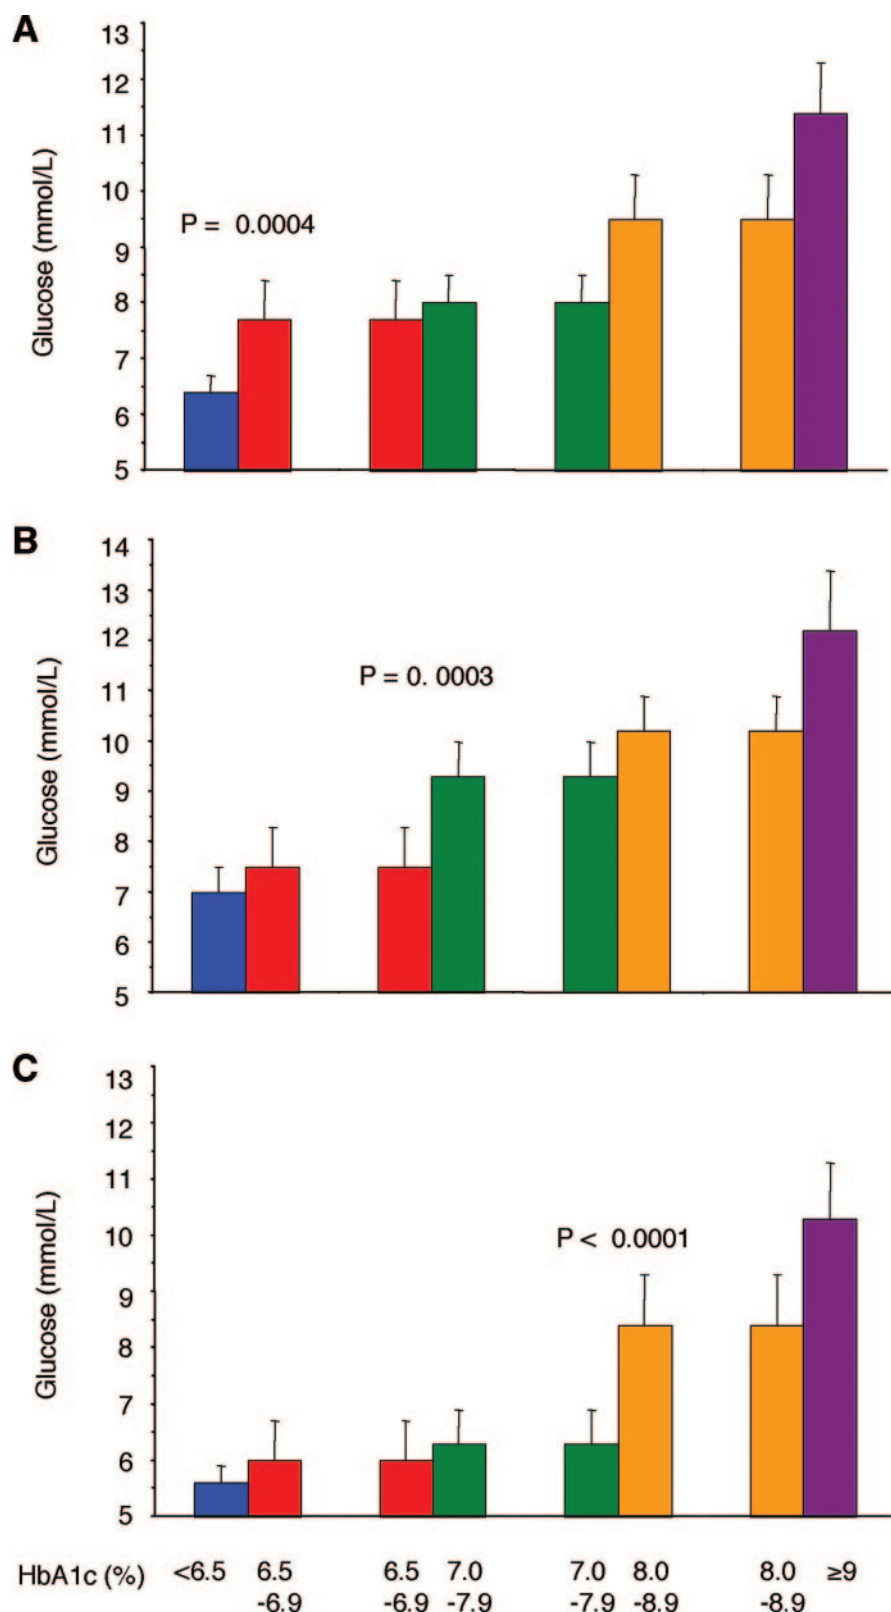 A
13
12
11
10
9
8
7
6
5
Glucose (mmol/L)
P = 0.0004
B
14
13
12
11
10
9
8
7
6
5
Glucose (mmol/L)
P = 0. 0003
C
13
12
11
10
9
8
7
6
5
Glucose (mmol/L)
P < 0.0001
HbA1c (%) <6.5 6.5 6.5 7.0 7.0 8.0 8.0 ≥9
-6.9 -6.9 -7.9 -7.9 -8.9 -8.9